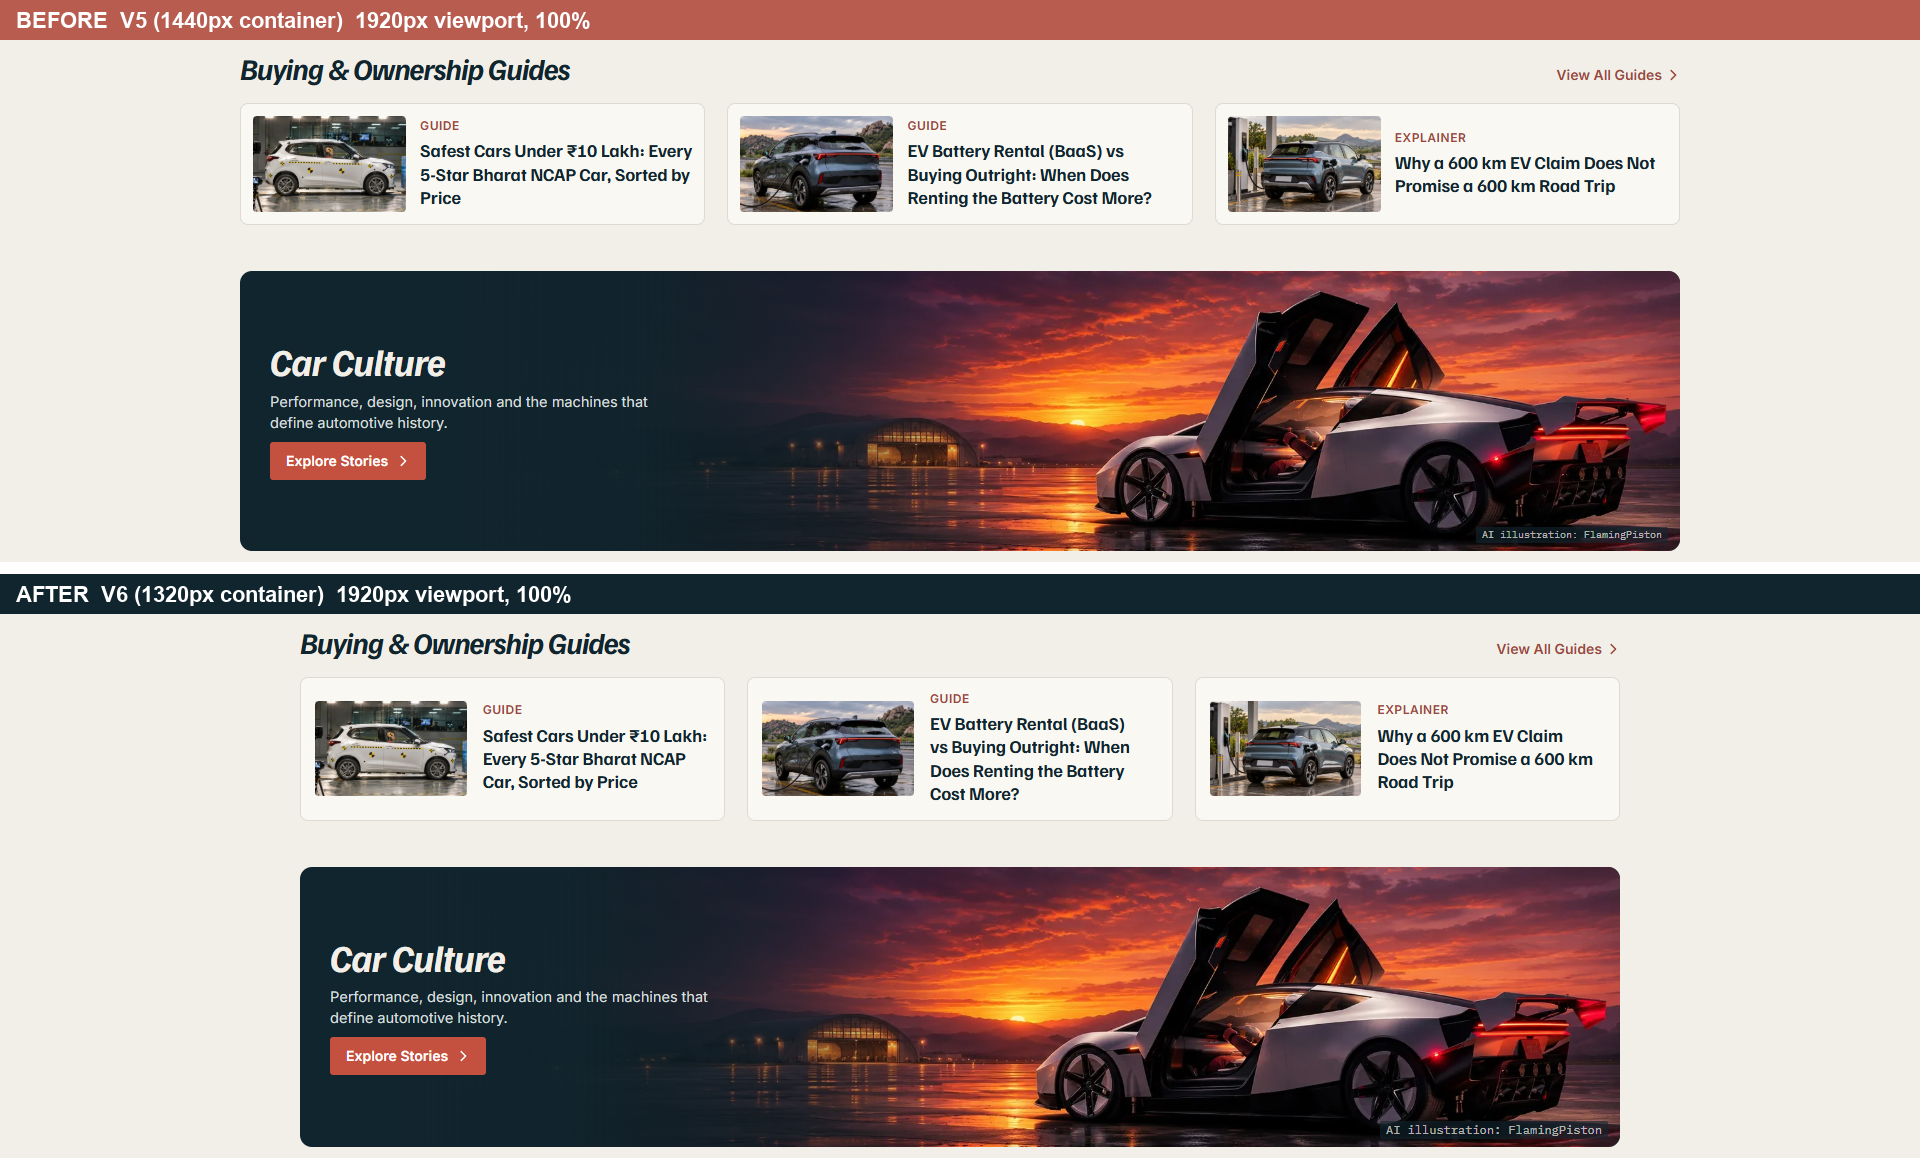 BEFORE V5 (1440px container) 1920px viewport, 100%
Buying & Ownership Guides
View All Guides
GUIDE
Safest Cars Under ₹10 Lakh: Every
5-Star Bharat NCAP Car, Sorted by
Price
GUIDE
EV Battery Rental (BaaS) vs
Buying Outright: When Does
Renting the Battery Cost More?
EXPLAINER
Why a 600 km EV Claim Does Not
Promise a 600 km Road Trip
Car Culture
Performance, design, innovation and the machines that
define automotive history.
Explore Stories
AI illustration: FlamingPiston
AFTER V6 (1320px container) 1920px viewport, 100%
Buying & Ownership Guides
View All Guides
GUIDE
Safest Cars Under ₹10 Lakh:
Every 5-Star Bharat NCAP
Car, Sorted by Price
GUIDE
EV Battery Rental (BaaS)
vs Buying Outright: When
Does Renting the Battery
Cost More?
EXPLAINER
Why a 600 km EV Claim
Does Not Promise a 600 km
Road Trip
Car Culture
Performance, design, innovation and the machines that
define automotive history.
Explore Stories
AI illustration: FlamingPiston